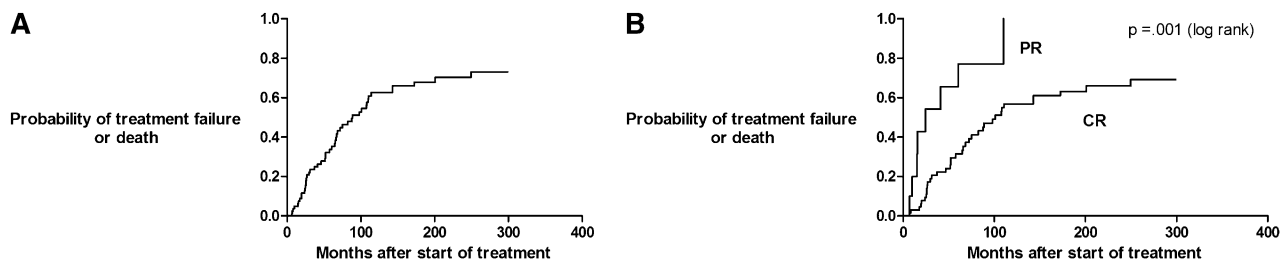 A
1.0
0.8
0.6
0.4
0.2
0.0
Probability of treatment failure
or death
0 100 200 300 400
Months after start of treatment
B
p =.001 (log rank)
1.0
0.8
0.6
0.4
0.2
0.0
PR
CR
Probability of treatment failure
or death
0 100 200 300 400
Months after start of treatment